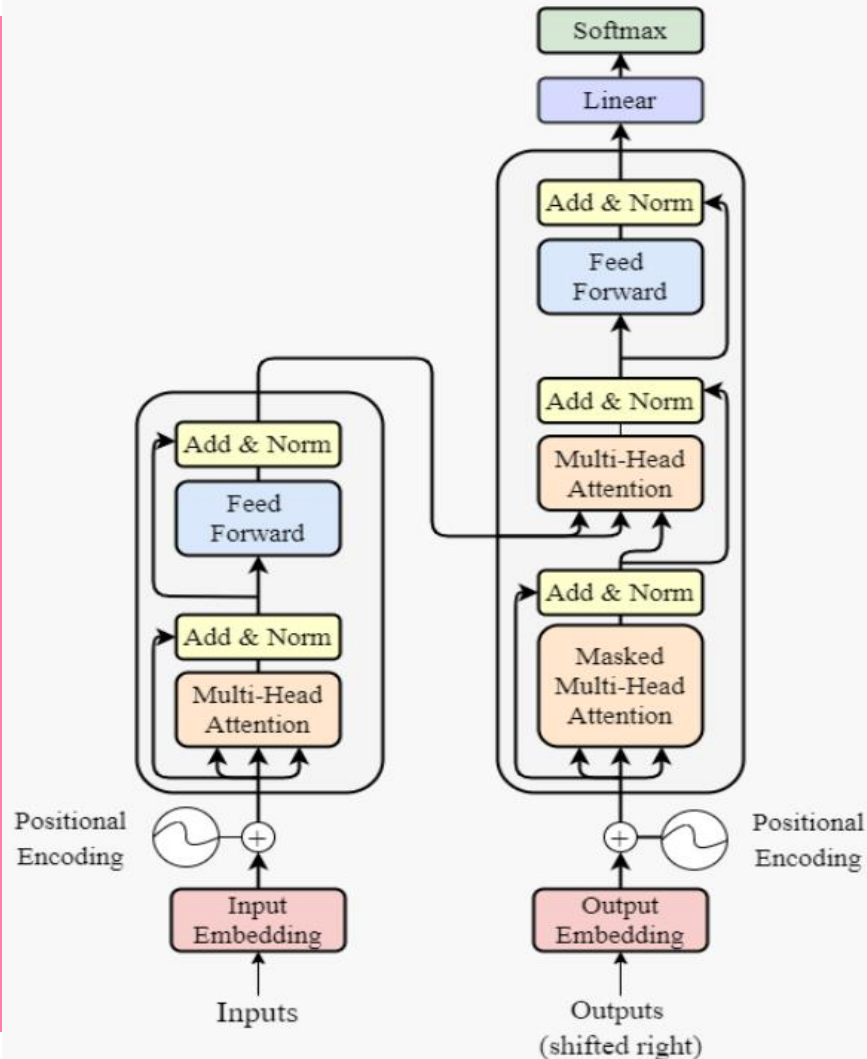 Softmax
Linear
Add & Norm
Feed
Forward
Add & Norm
Multi-Head
Attention
Add & Norm
Masked
Multi-Head
Attention
Add & Norm
Feed
Forward
Add & Norm
Multi-Head
Attention
Positional
Encoding
Positional
Encoding
Input
Embedding
Output
Embedding
Inputs
Outputs
(shifted right)